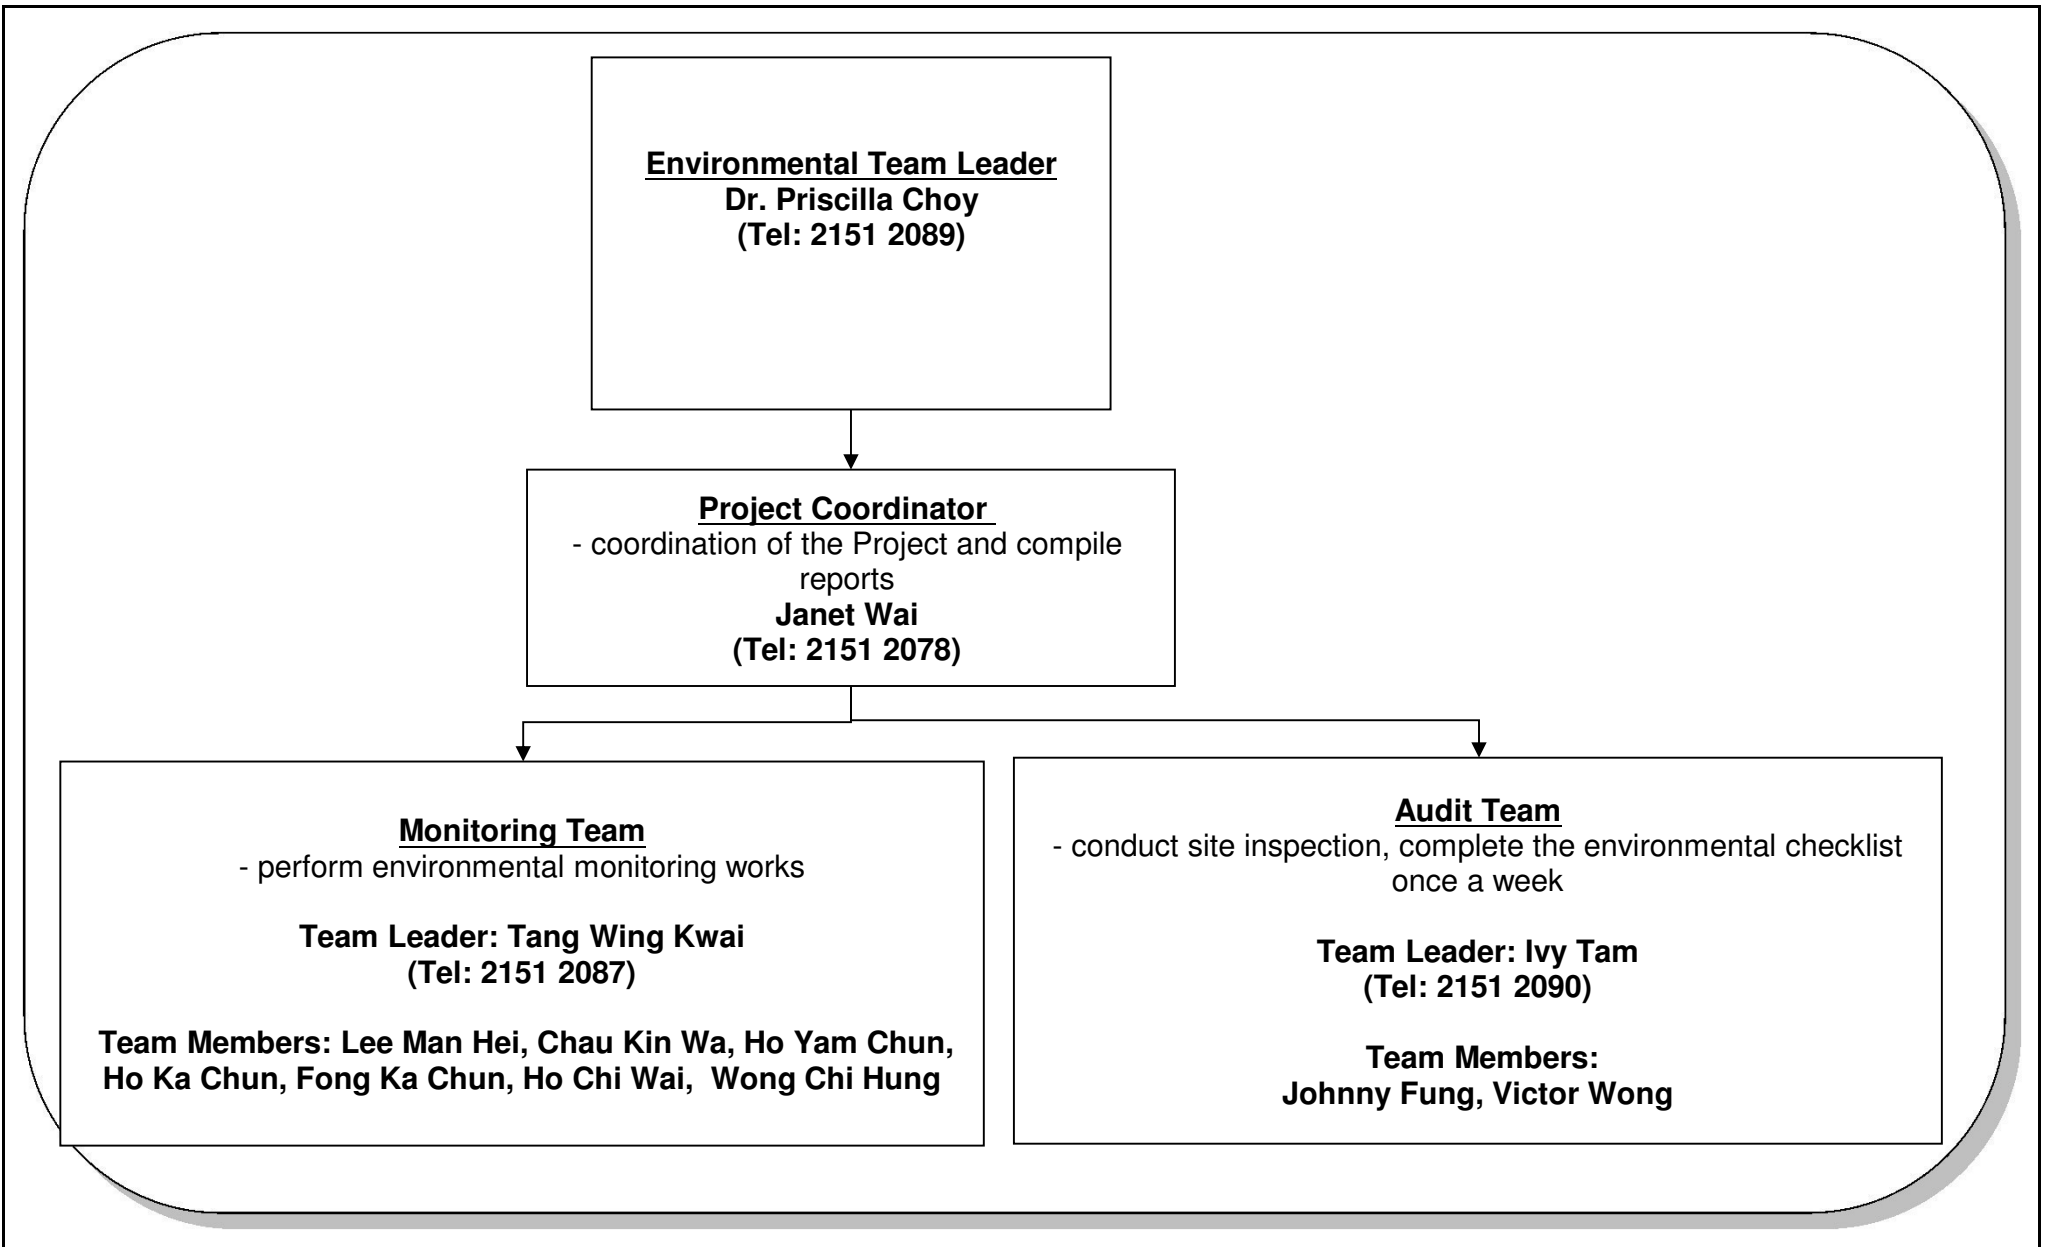 Environmental Team Leader
Dr. Priscilla Choy
(Tel: 2151 2089)
Project Coordinator
- coordination of the Project and compile
reports
Janet Wai
(Tel: 2151 2078)
Monitoring Team
- perform environmental monitoring works
Team Leader: Tang Wing Kwai
(Tel: 2151 2087)
Team Members: Lee Man Hei, Chau Kin Wa, Ho Yam Chun,
Ho Ka Chun, Fong Ka Chun, Ho Chi Wai,  Wong Chi Hung
Audit Team
- conduct site inspection, complete the environmental checklist
once a week
Team Leader: Ivy Tam
(Tel: 2151 2090)
Team Members:
Johnny Fung, Victor Wong